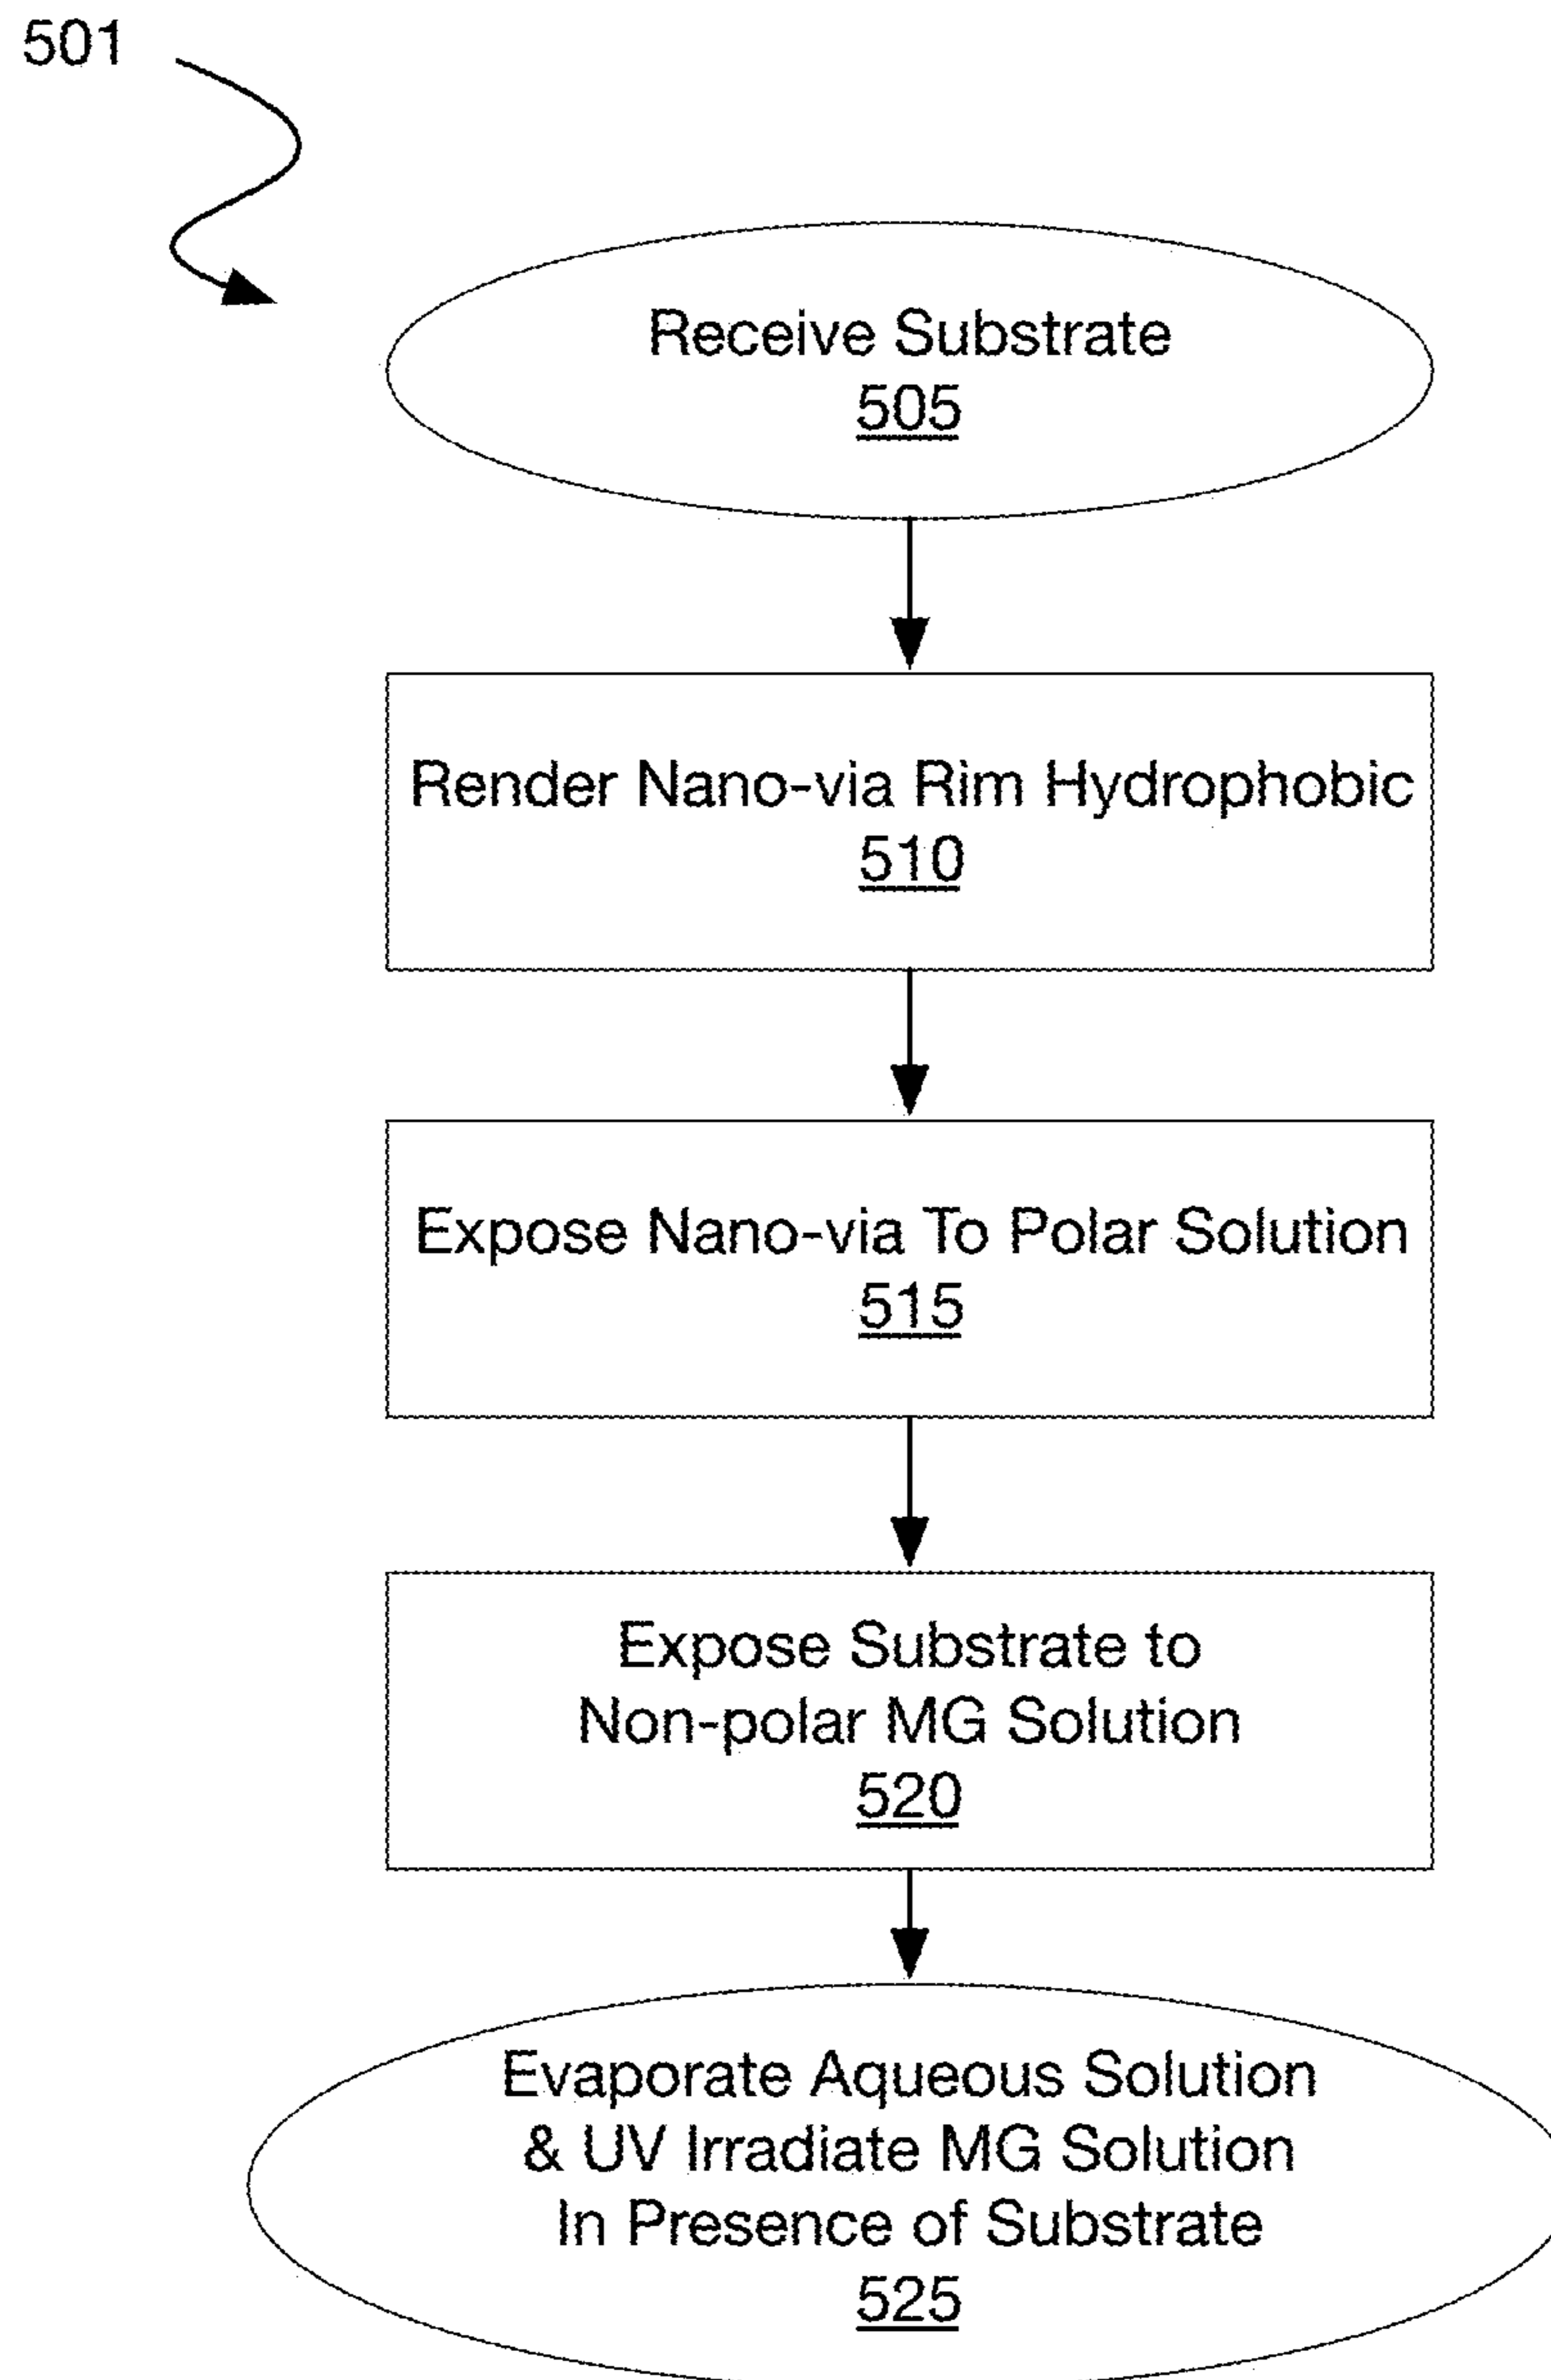 501
Receive Substrate
505
Render Nano-via Rim Hydrophobic
510
Expose Nano-via To Polar Solution
515
Expose Substrate to
Non-polar MG Solution
520
Evaporate Aqueous Solution
& UV Irradiate MG Solution
In Presence of Substrate
525